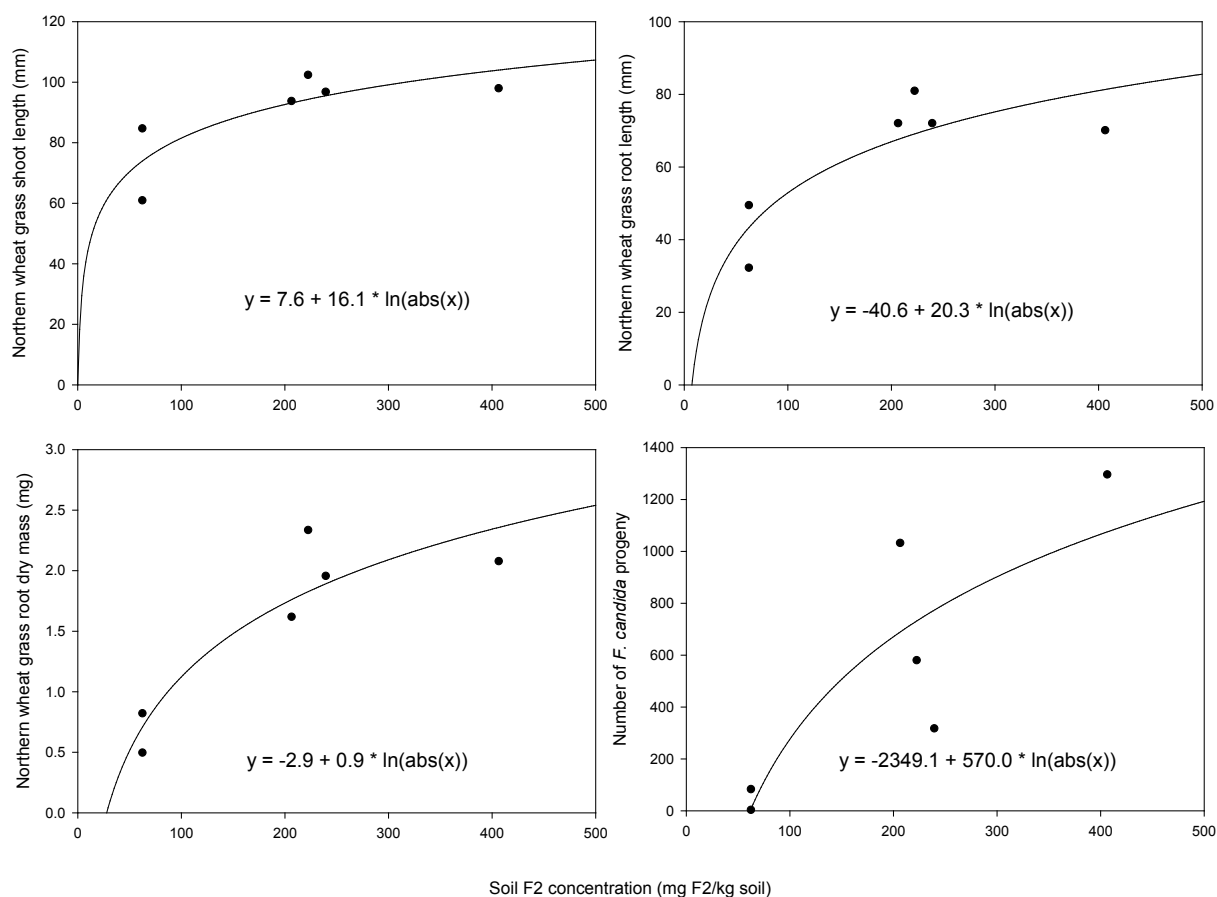 Northern wheat grass shoot length (mm)
120
100
80
60
40
20
0
y = 7.6 + 16.1 * ln(abs(x))
0 100 200 300 400 500
Northern wheat grass root length (mm)
100
80
60
40
20
0
y = -40.6 + 20.3 * ln(abs(x))
0 100 200 300 400 500
Northern wheat grass root dry mass (mg)
3.0
2.5
2.0
1.5
1.0
0.5
0.0
y = -2.9 + 0.9 * ln(abs(x))
0 100 200 300 400 500
Number of F. candida progeny
1400
1200
1000
800
600
400
200
0
y = -2349.1 + 570.0 * ln(abs(x))
0 100 200 300 400 500
Soil F2 concentration (mg F2/kg soil)